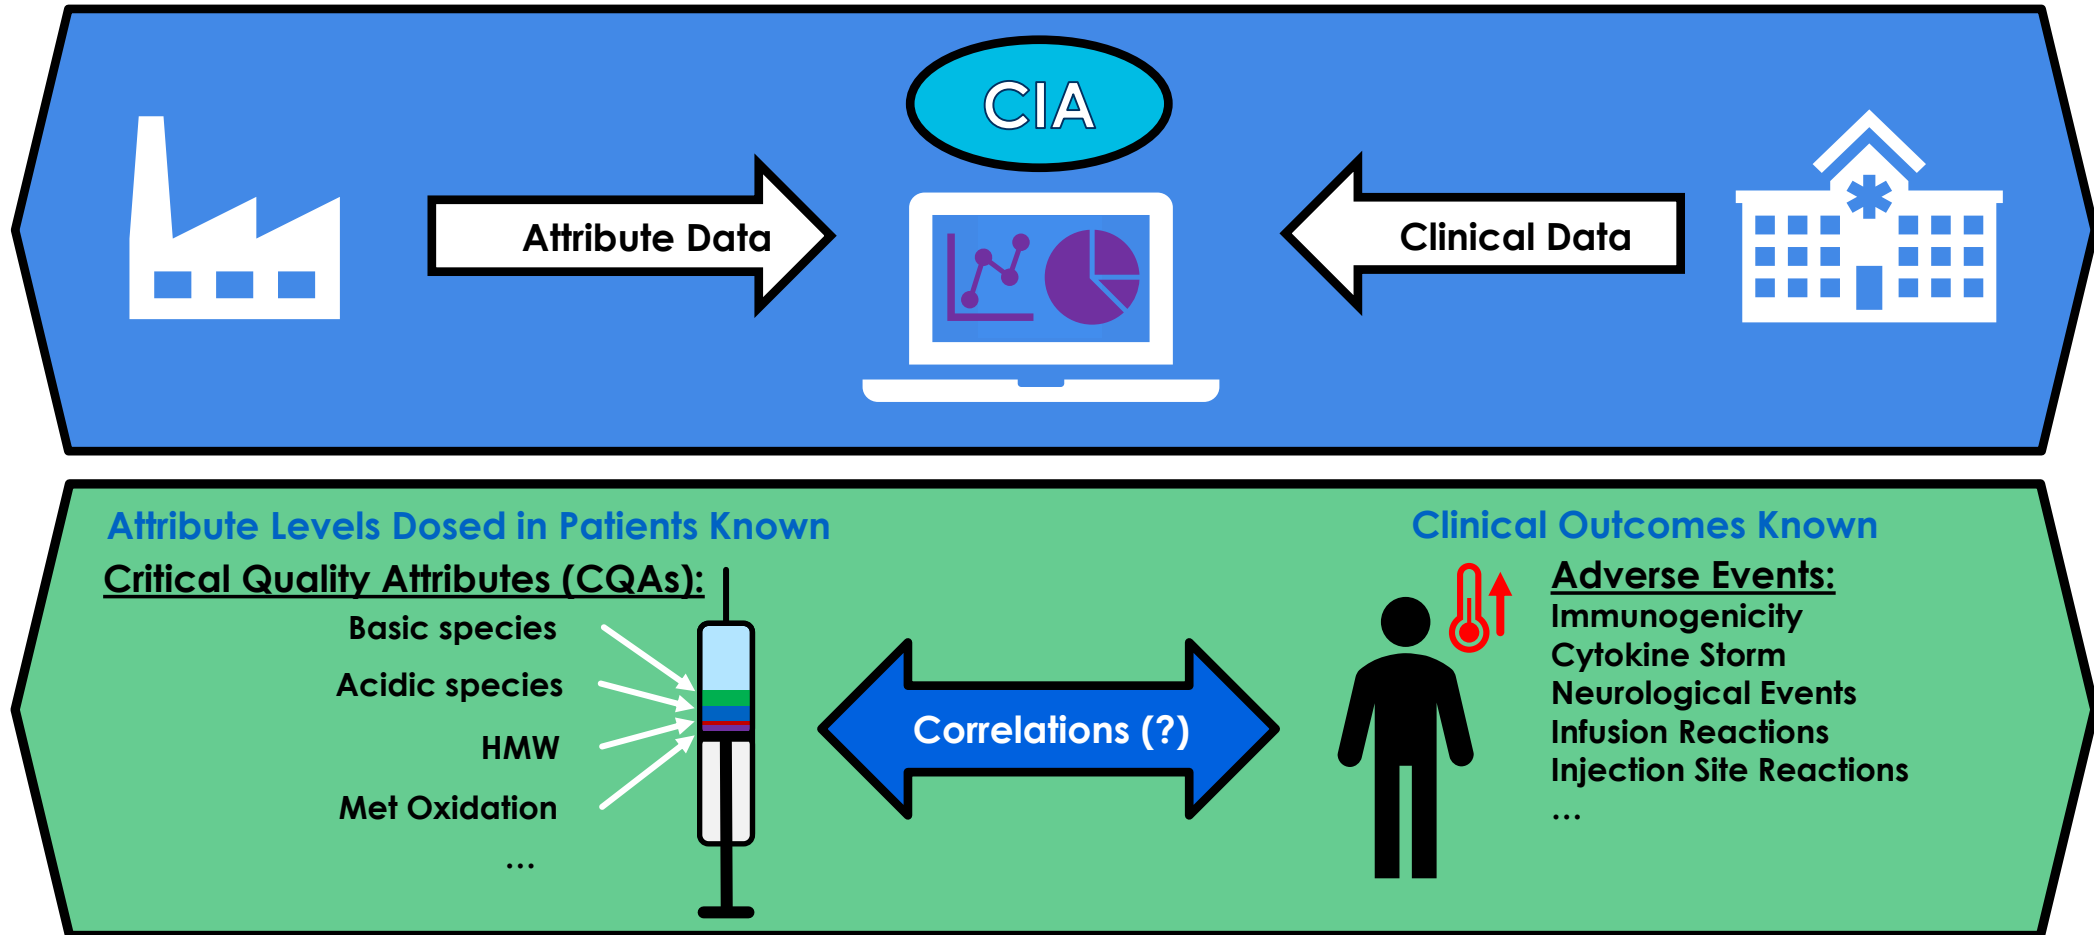 CIA
Attribute Data
Clinical Data
Attribute Levels Dosed in Patients Known
Critical Quality Attributes (CQAs):
Basic species
Acidic species
HMW
Met Oxidation
...
Correlations (?)
Clinical Outcomes Known
Adverse Events:
Immunogenicity
Cytokine Storm
Neurological Events
Infusion Reactions
Injection Site Reactions
...